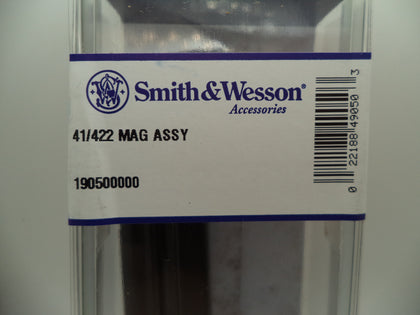 Smith & Wesson®
Accessories
41/422 MAG ASSY
190500000
0 22188 49050 3